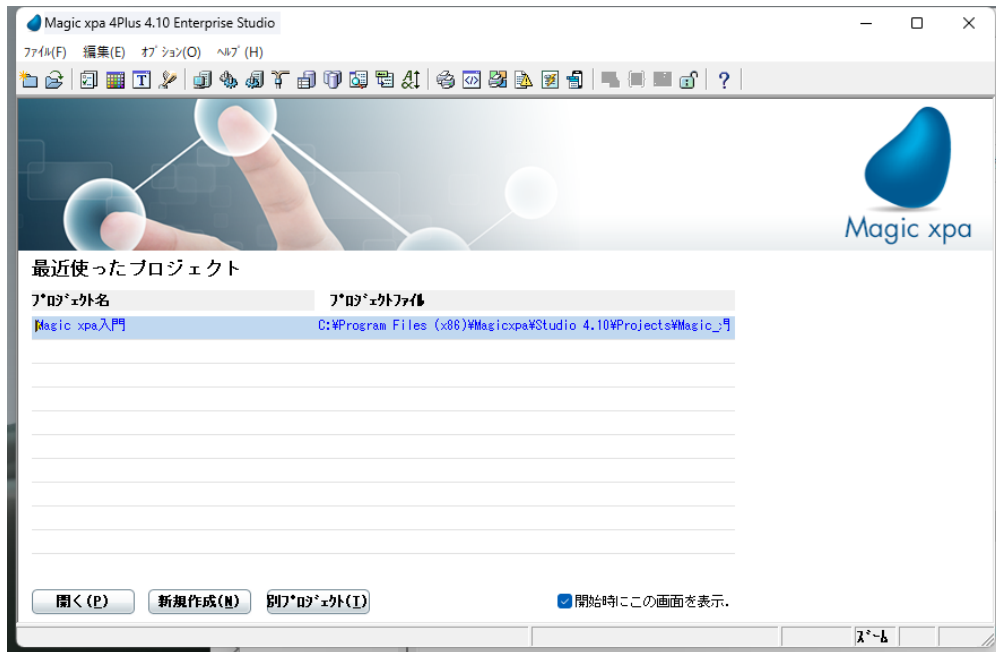 Magic xpa 4Plus 4.10 Enterprise Studio
ﾌｧｲﾙ(F) 編集(E) ｵﾌﾟｼｮﾝ(O) ﾍﾙﾌﾟ(H)
Magic xpa
最近使ったプロジェクト
ﾌﾟﾛｼﾞｪｸﾄ名 ﾌﾟﾛｼﾞｪｸﾄﾌｧｲﾙ
Magic xpa入門 C:¥Program Files (x86)¥Magicxpa¥Studio 4.10¥Projects¥Magic_
開く(P) 新規作成(N) 別ﾌﾟﾛｼﾞｪｸﾄ(I) 開始時にこの画面を表示.
ｽﾞｰﾑ